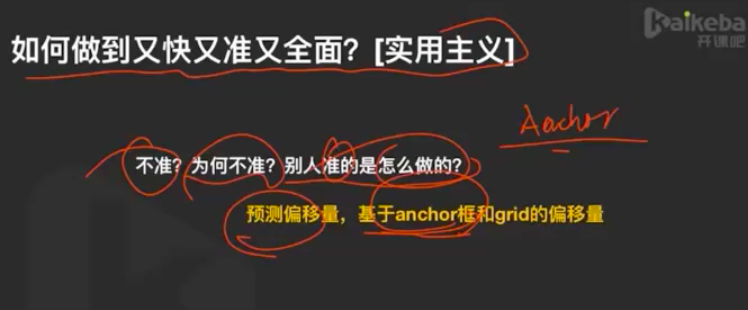 Kaikeba
开课吧
如何做到又快又准又全面？[实用主义]
Anchor
不准？为何不准？别人准的是怎么做的？
预测偏移量，基于anchor框和grid的偏移量